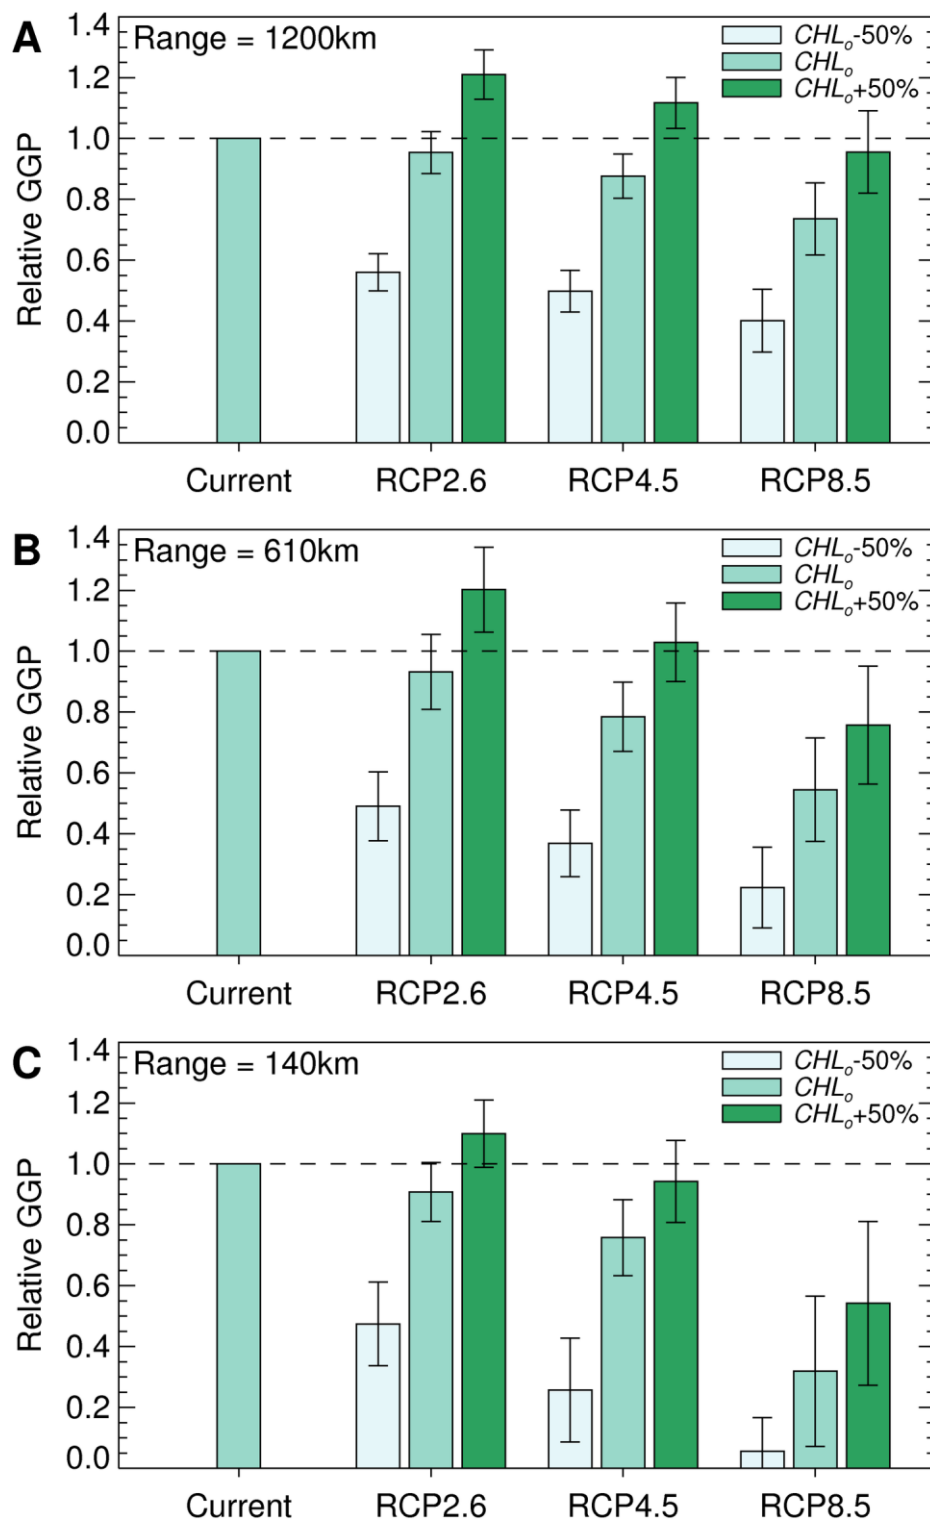 A
Range = 1200km
CHLo-50%
CHLo
CHLo+50%
1.4
1.2
1.0
0.8
0.6
0.4
0.2
0.0
Relative GGP
Current RCP2.6 RCP4.5 RCP8.5
B
Range = 610km
CHLo-50%
CHLo
CHLo+50%
1.4
1.2
1.0
0.8
0.6
0.4
0.2
0.0
Relative GGP
Current RCP2.6 RCP4.5 RCP8.5
C
Range = 140km
CHLo-50%
CHLo
CHLo+50%
1.4
1.2
1.0
0.8
0.6
0.4
0.2
0.0
Relative GGP
Current RCP2.6 RCP4.5 RCP8.5